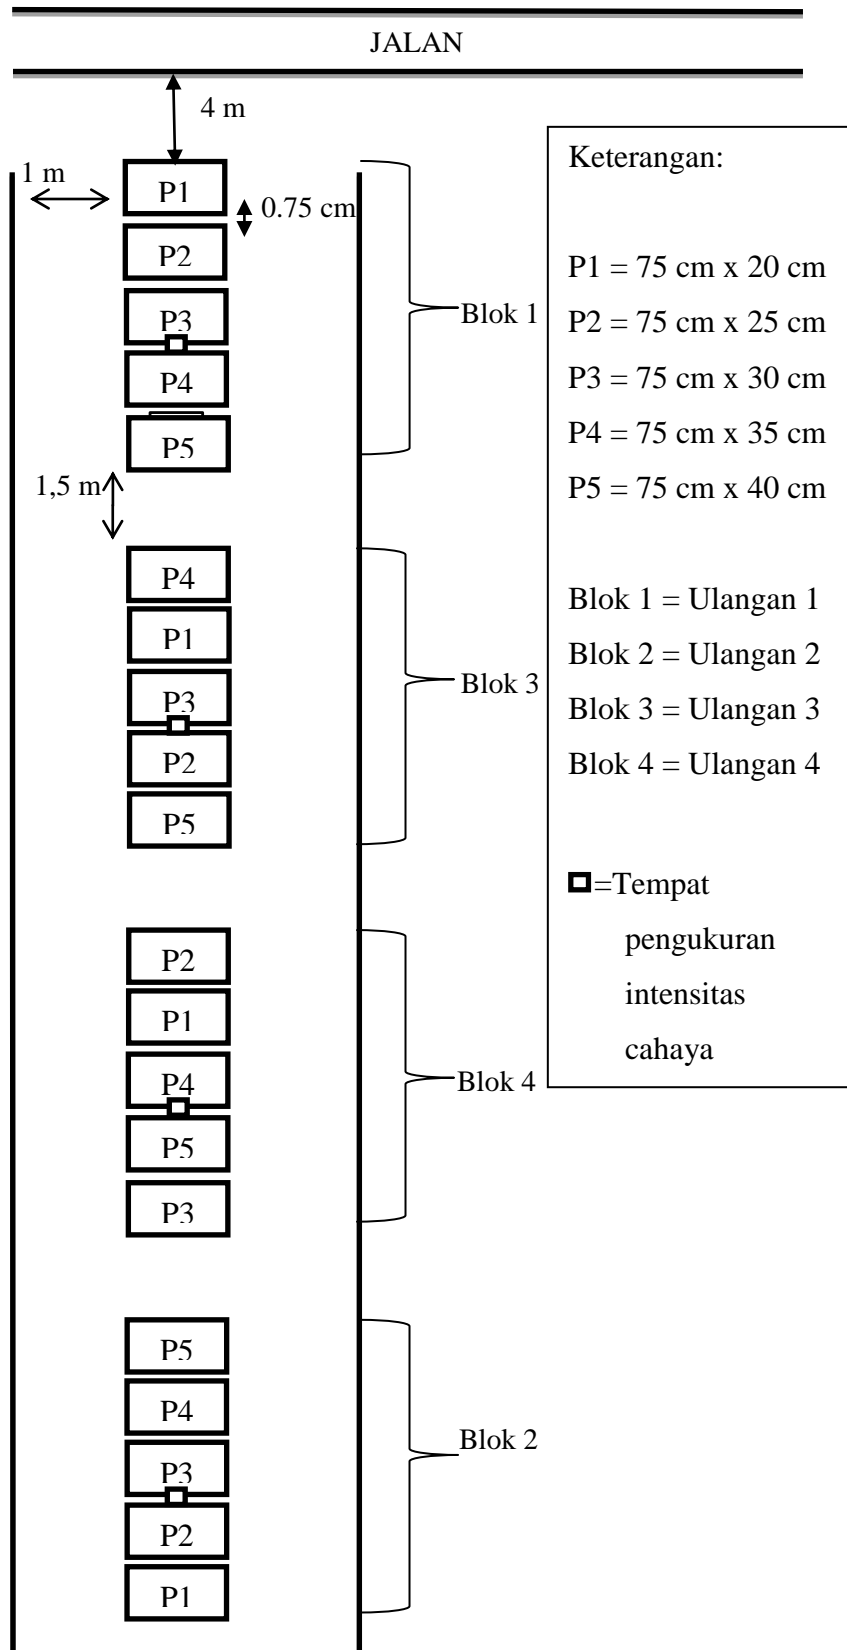 JALAN
4 m
1 m
P1
0.75 cm
P2
P3
P4
P5
Blok 1
1,5 m
P4
P1
P3
P2
P5
Blok 3
P2
P1
P4
P5
P3
Blok 4
P5
P4
P3
P2
P1
Blok 2
Keterangan:
P1 = 75 cm x 20 cm
P2 = 75 cm x 25 cm
P3 = 75 cm x 30 cm
P4 = 75 cm x 35 cm
P5 = 75 cm x 40 cm
Blok 1 = Ulangan 1
Blok 2 = Ulangan 2
Blok 3 = Ulangan 3
Blok 4 = Ulangan 4
=Tempat
pengukuran
intensitas
cahaya